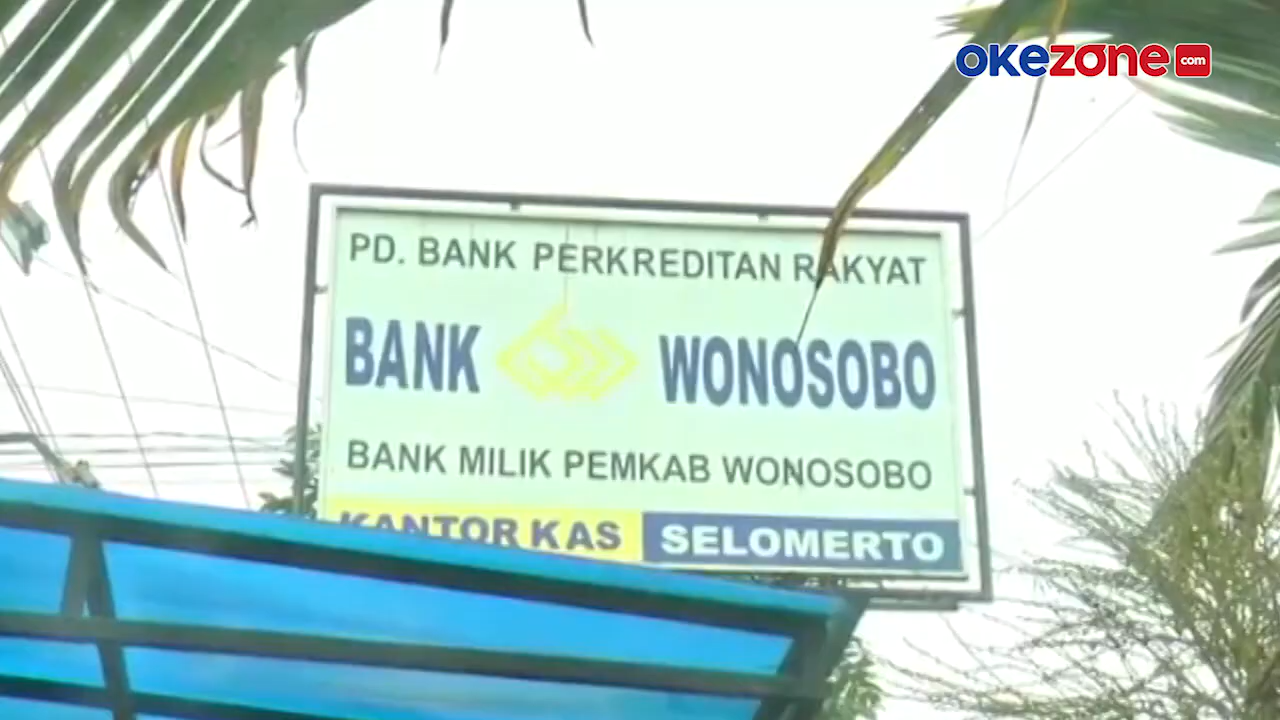 OKEZONE.com
PD. BANK PERKREDITAN RAKYAT
BANK WONOSOBO
BANK MILIK PEMKAB WONOSOBO
KANTOR KAS SELOMERTO